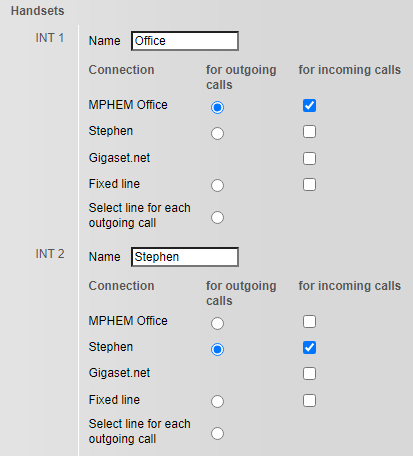 Handsets
INT 1
Name Office
Connection for outgoing calls for incoming calls
MPHEM Office
Stephen
Gigaset.net
Fixed line
Select line for each
outgoing call
INT 2
Name Stephen
Connection for outgoing calls for incoming calls
MPHEM Office
Stephen
Gigaset.net
Fixed line
Select line for each
outgoing call